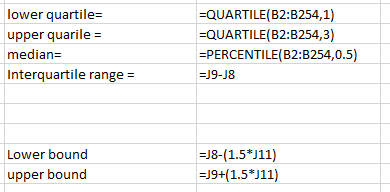 lower quartile= =QUARTILE(B2:B254,1)
upper quarile = =QUARTILE(B2:B254,3)
median= =PERCENTILE(B2:B254,0.5)
Interquartile range = =J9-J8
Lower bound =J8-(1.5*J11)
upper bound =J9+(1.5*J11)